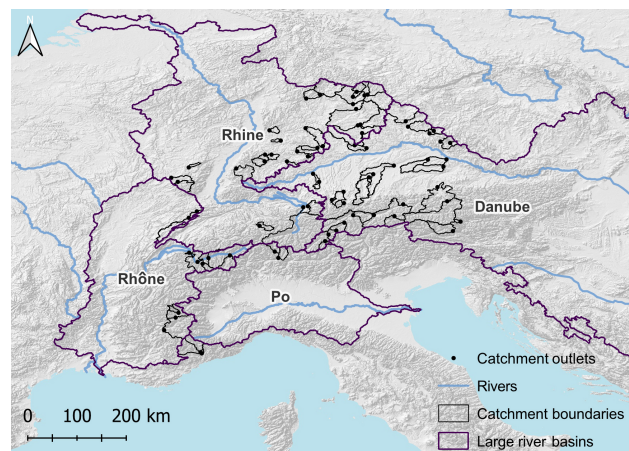 N
Rhine
Danube
Rhône
Po
Catchment outlets
Rivers
Catchment boundaries
Large river basins
0 100 200 km